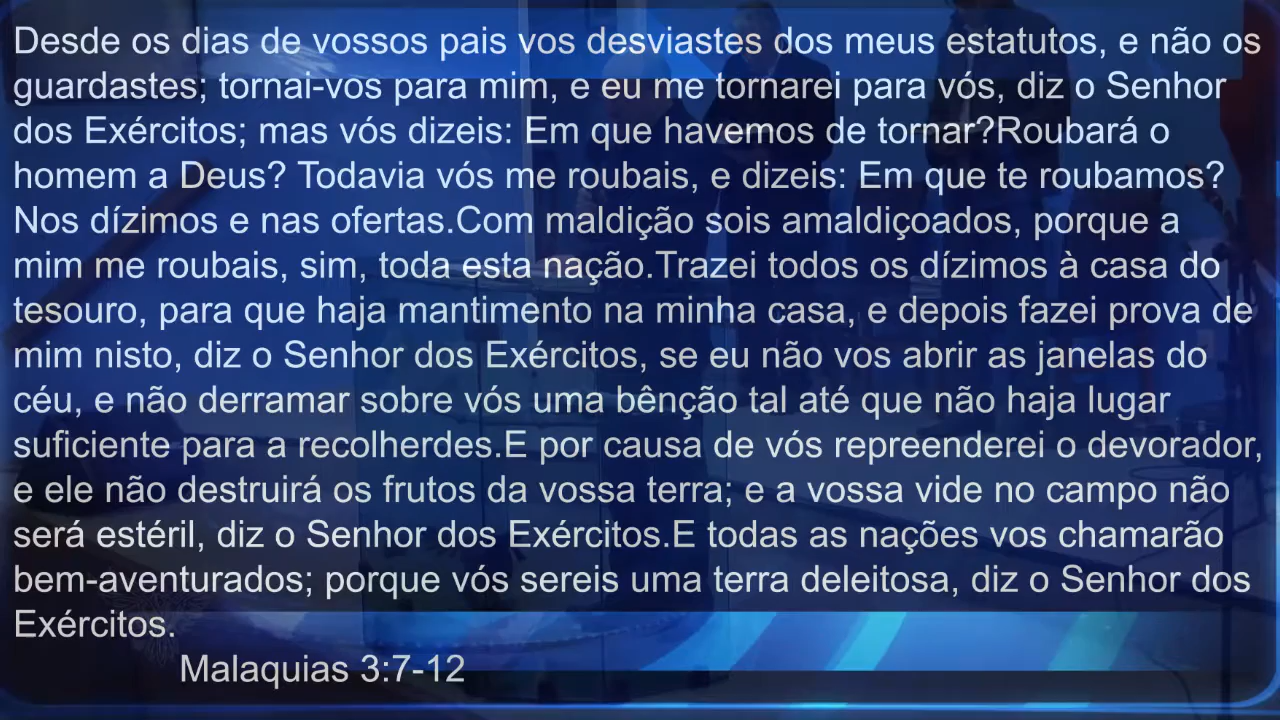 Desde os dias de vossos pais vos desviastes dos meus estatutos, e não os
guardastes; tornai-vos para mim, e eu me tornarei para vós, diz o Senhor
dos Exércitos; mas vós dizeis: Em que havemos de tornar?Roubará o
homem a Deus? Todavia vós me roubais, e dizeis: Em que te roubamos?
Nos dízimos e nas ofertas.Com maldição sois amaldiçoados, porque a
mim me roubais, sim, toda esta nação.Trazei todos os dízimos à casa do
tesouro, para que haja mantimento na minha casa, e depois fazei prova de
mim nisto, diz o Senhor dos Exércitos, se eu não vos abrir as janelas do
céu, e não derramar sobre vós uma bênção tal até que não haja lugar
suficiente para a recolherdes.E por causa de vós repreenderei o devorador,
e ele não destruirá os frutos da vossa terra; e a vossa vide no campo não
será estéril, diz o Senhor dos Exércitos.E todas as nações vos chamarão
bem-aventurados; porque vós sereis uma terra deleitosa, diz o Senhor dos
Exércitos.
Malaquias 3:7-12